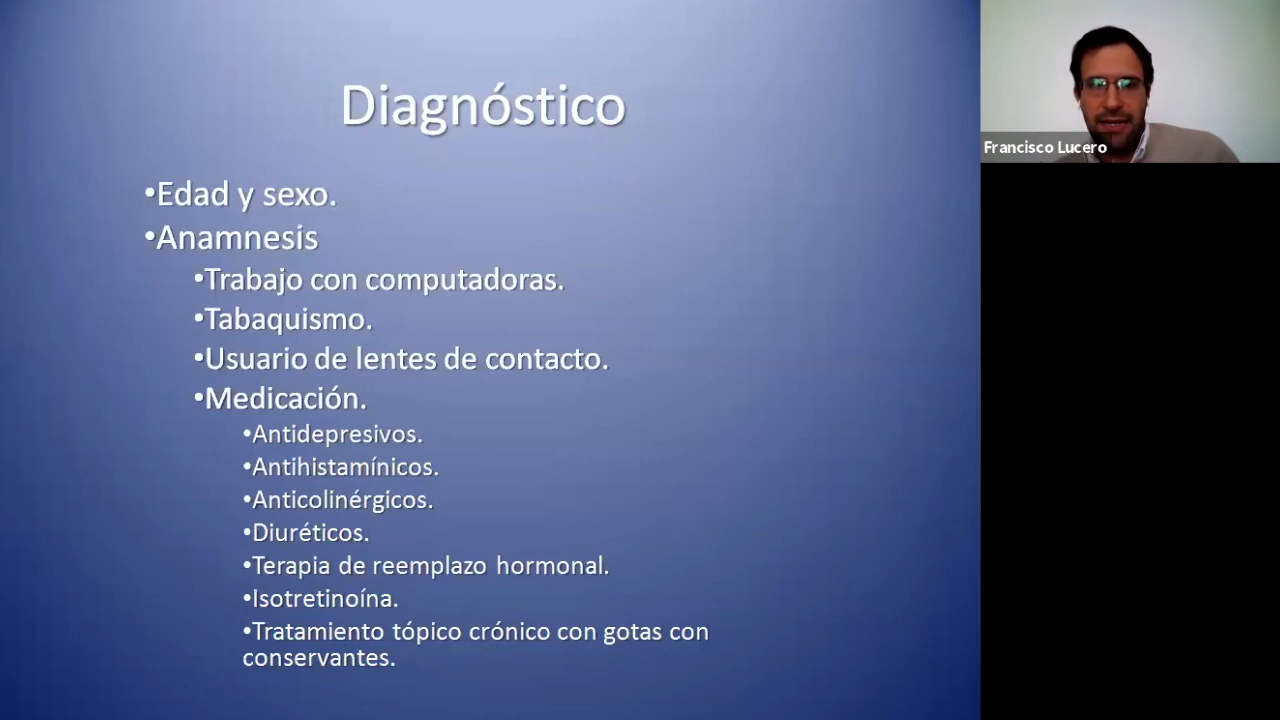 Diagnóstico
•Edad y sexo.
•Anamnesis
•Trabajo con computadoras.
•Tabaquismo.
•Usuario de lentes de contacto.
•Medicación.
•Antidepresivos.
•Antihistamínicos.
•Anticolinérgicos.
•Diuréticos.
•Terapia de reemplazo hormonal.
•Isotretinoína.
•Tratamiento tópico crónico con gotas con
conservantes.
Francisco Lucero